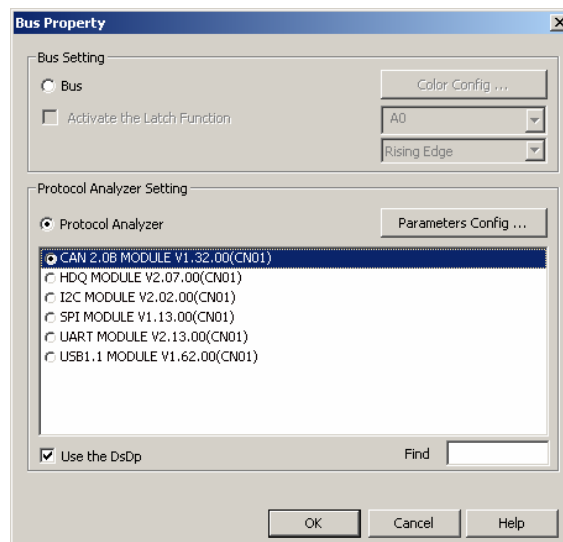 Bus Property
Bus Setting
Bus
Color Config ...
Activate the Latch Function
A0
Rising Edge
Protocol Analyzer Setting
Protocol Analyzer
Parameters Config ...
CAN 2.0B MODULE V1.32.00(CN01)
HDQ MODULE V2.07.00(CN01)
I2C MODULE V2.02.00(CN01)
SPI MODULE V1.13.00(CN01)
UART MODULE V2.13.00(CN01)
USB1.1 MODULE V1.62.00(CN01)
Use the DsDp
Find
OK
Cancel
Help